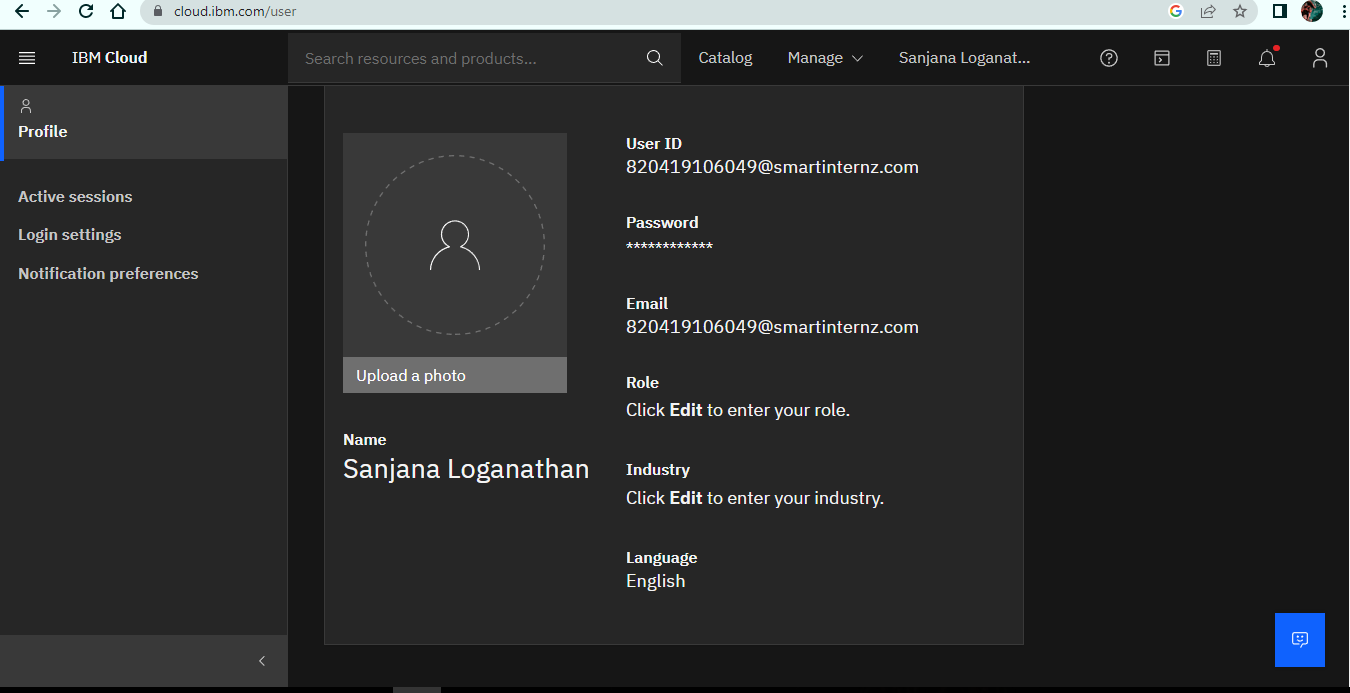 cloud.ibm.com/user
IBM Cloud
Search resources and products...
Catalog
Manage
Sanjana Loganat...
Profile
Active sessions
Login settings
Notification preferences
Upload a photo
Name
Sanjana Loganathan
User ID
820419106049@smartinternz.com
Password
************
Email
820419106049@smartinternz.com
Role
Click Edit to enter your role.
Industry
Click Edit to enter your industry.
Language
English